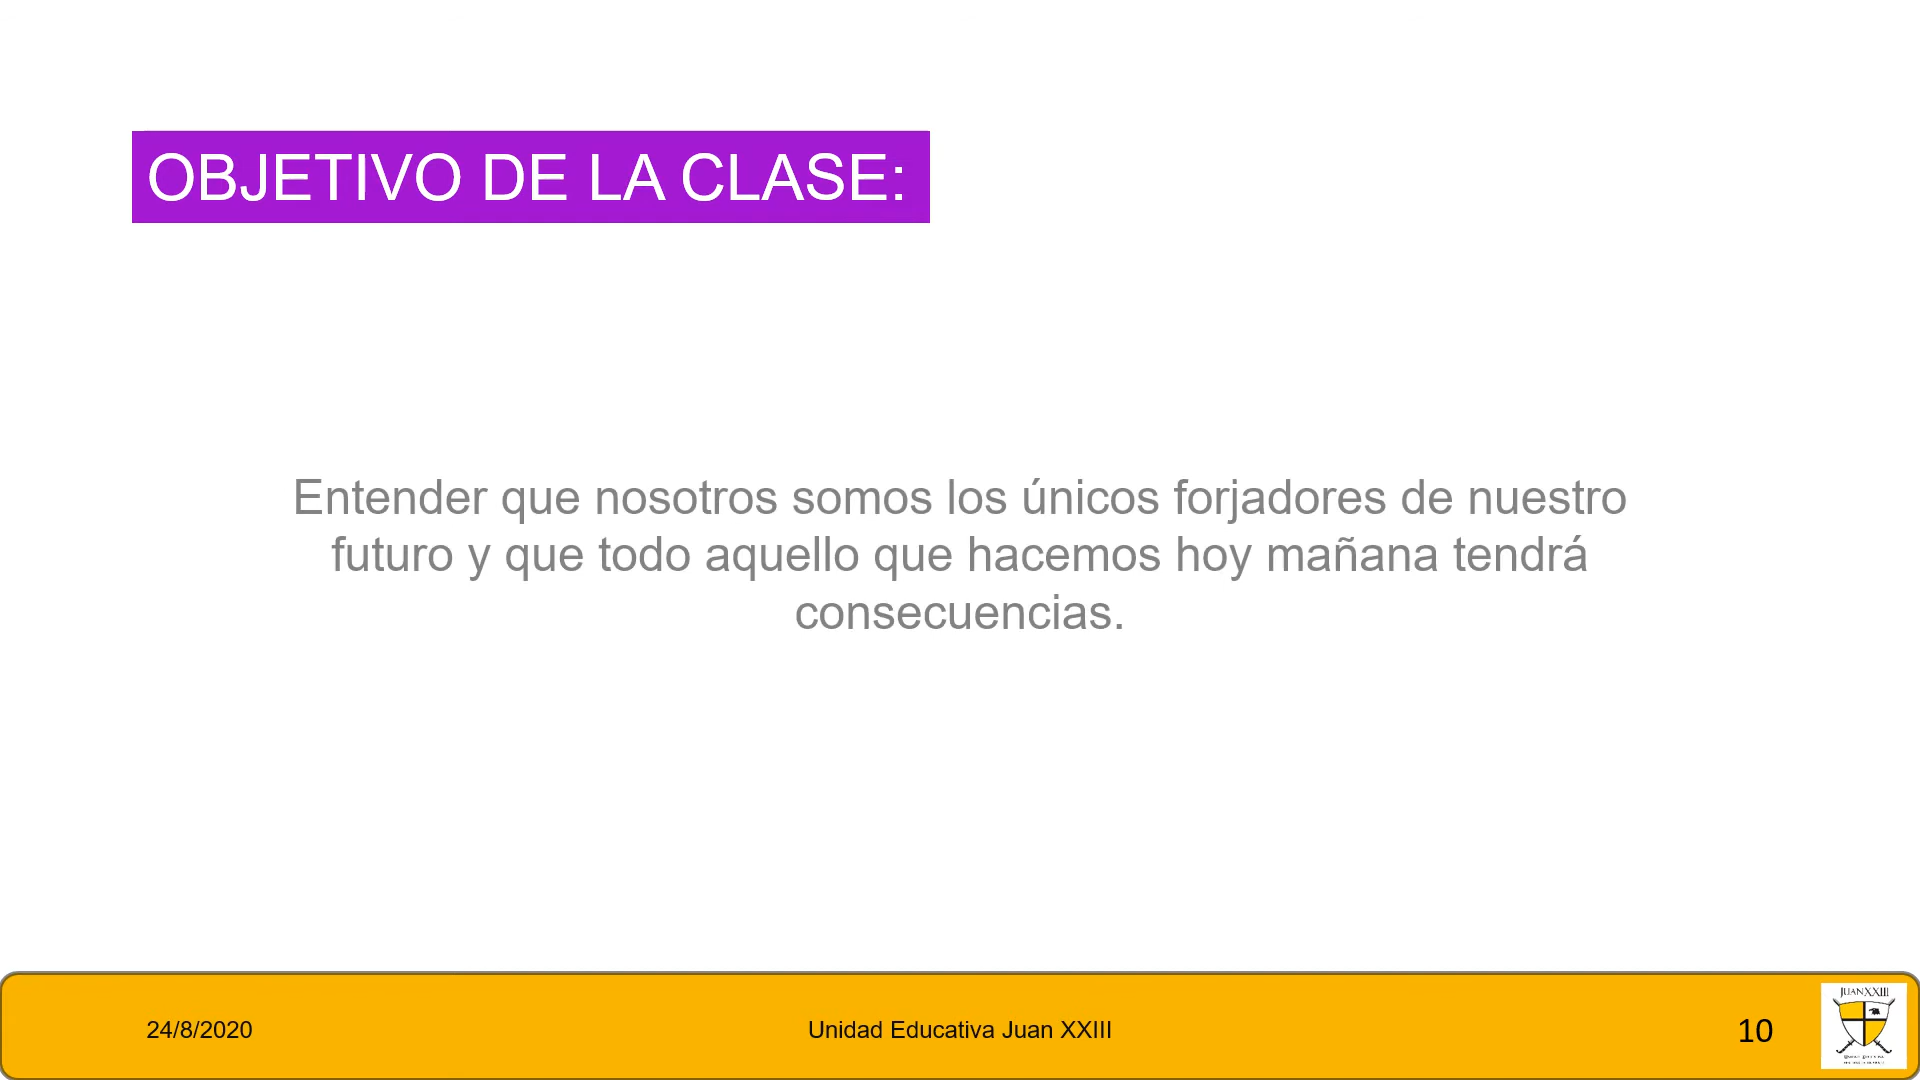 OBJETIVO DE LA CLASE:
Entender que nosotros somos los únicos forjadores de nuestro
futuro y que todo aquello que hacemos hoy mañana tendrá
consecuencias.
24/8/2020
Unidad Educativa Juan XXIII
10
JUAN XXIII